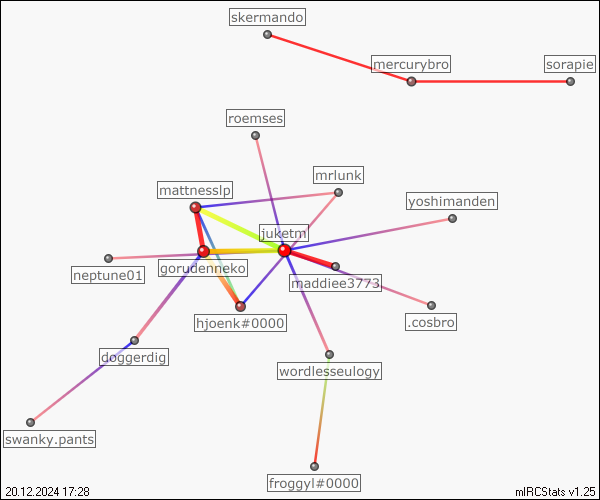 skermando
mercurybro
sorapie
roemses
mrlunk
mattnesslp
yoshimanden
juketm
gorudenneko
neptune01
maddiee3773
hjoenk#0000
.cosbro
doggerdig
wordlesseulogy
swanky.pants
froggyl#0000
20.12.2024 17:28
mIRCStats v1.25